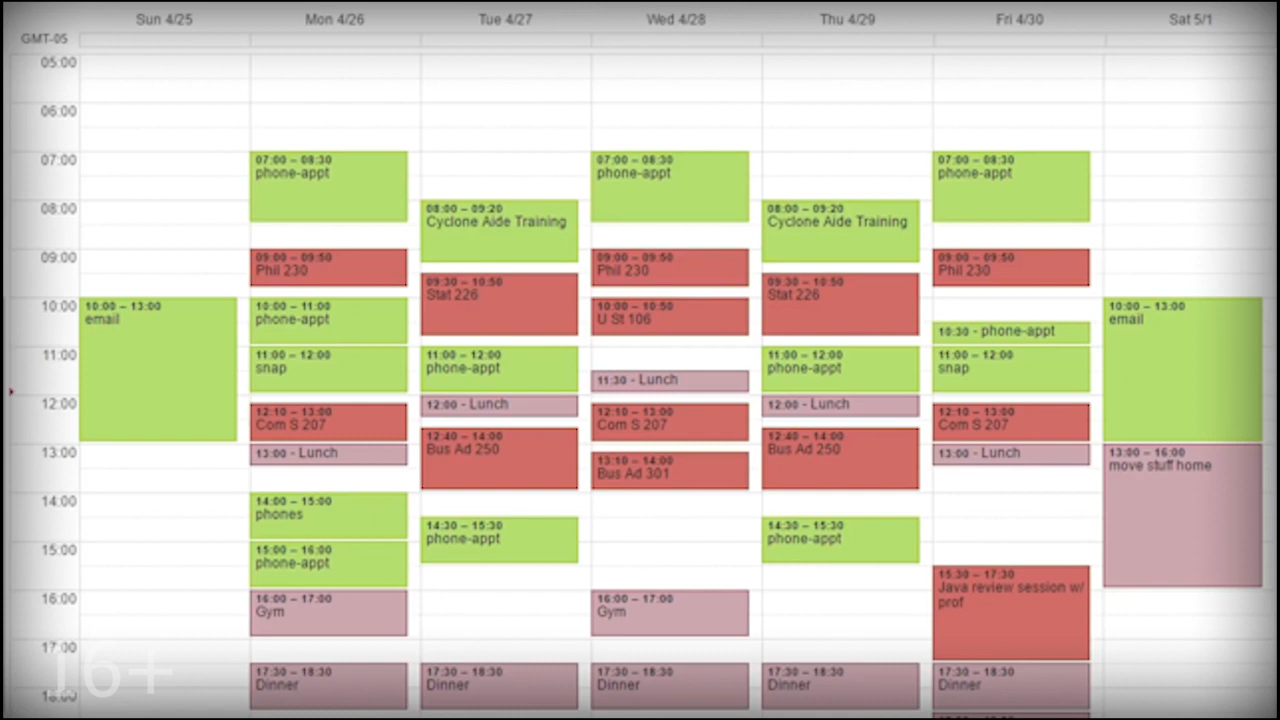 Sun 4/25
Mon 4/26
Tue 4/27
Wed 4/28
Thu 4/29
Fri 4/30
Sat 5/1
GMT-05
05:00
06:00
07:00
08:00
09:00
10:00
11:00
12:00
13:00
14:00
15:00
16:00
17:00
18:00
10:00 – 13:00
email
07:00 – 08:30
phone-appt
09:00 – 09:50
Phil 230
10:00 – 11:00
phone-appt
11:00 – 12:00
snap
12:10 – 13:00
Com S 207
13:00 - Lunch
14:00 – 15:00
phones
15:00 – 16:00
phone-appt
16:00 – 17:00
Gym
17:30 – 18:30
Dinner
08:00 – 09:20
Cyclone Aide Training
09:30 – 10:50
Stat 226
11:00 – 12:00
phone-appt
12:00 - Lunch
12:40 – 14:00
Bus Ad 250
14:30 – 15:30
phone-appt
17:30 – 18:30
Dinner
07:00 – 08:30
phone-appt
09:00 – 09:50
Phil 230
10:00 – 10:50
U St 106
11:30 - Lunch
12:10 – 13:00
Com S 207
13:10 – 14:00
Bus Ad 301
16:00 – 17:00
Gym
17:30 – 18:30
Dinner
08:00 – 09:20
Cyclone Aide Training
09:30 – 10:50
Stat 226
11:00 – 12:00
phone-appt
12:00 - Lunch
12:40 – 14:00
Bus Ad 250
14:30 – 15:30
phone-appt
17:30 – 18:30
Dinner
07:00 – 08:30
phone-appt
09:00 – 09:50
Phil 230
10:30 - phone-appt
11:00 – 12:00
snap
12:10 – 13:00
Com S 207
13:00 - Lunch
15:30 – 17:30
Java review session w/
prof
17:30 – 18:30
Dinner
10:00 – 13:00
email
13:00 – 16:00
move stuff home
16+